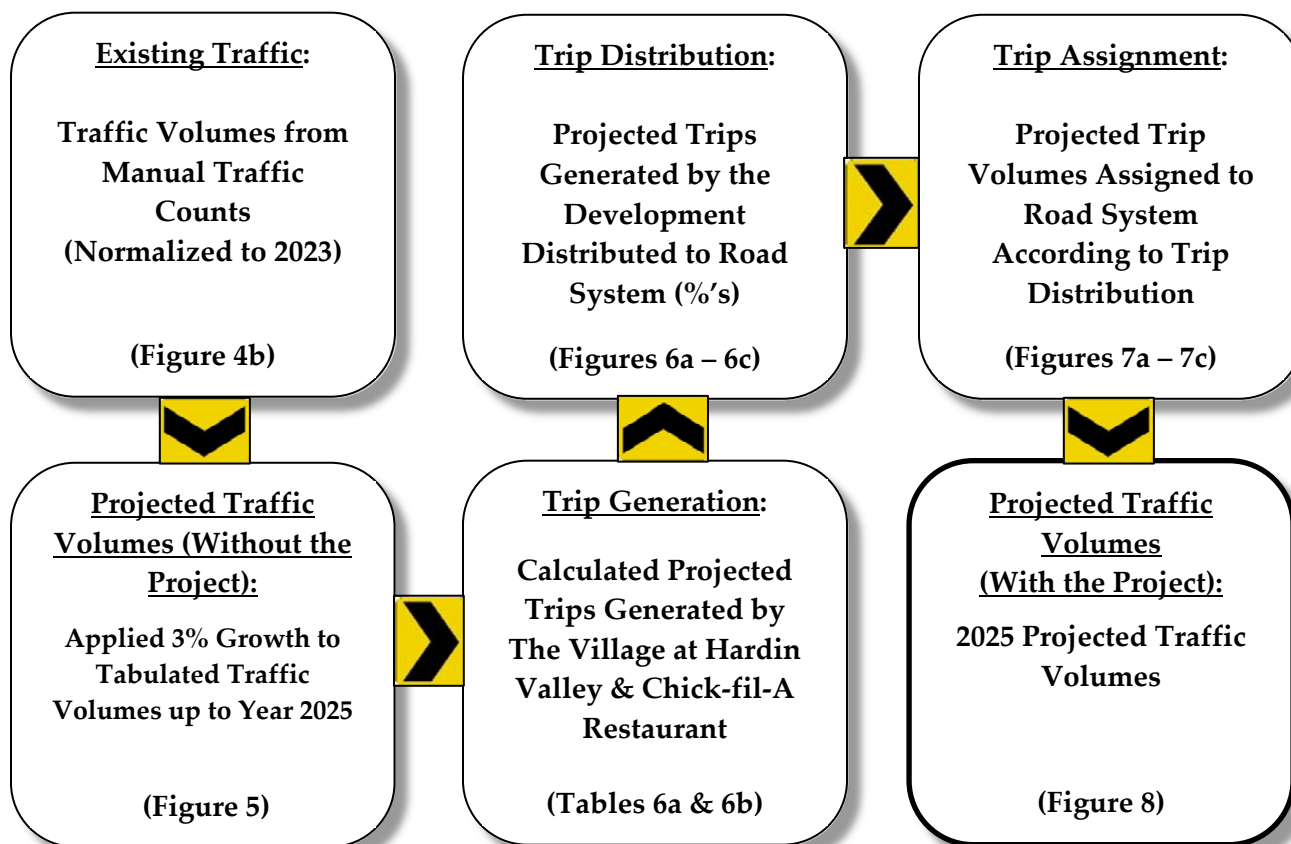 Existing Traffic:
Traffic Volumes from
Manual Traffic
Counts
(Normalized to 2023)
(Figure 4b)
Projected Traffic
Volumes (Without the
Project):
Applied 3% Growth to
Tabulated Traffic
Volumes up to Year 2025
(Figure 5)
Trip Generation:
Calculated Projected
Trips Generated by
The Village at Hardin
Valley & Chick-fil-A
Restaurant
(Tables 6a & 6b)
Trip Distribution:
Projected Trips
Generated by the
Development
Distributed to Road
System (%’s)
(Figures 6a – 6c)
Trip Assignment:
Projected Trip
Volumes Assigned to
Road System
According to Trip
Distribution
(Figures 7a – 7c)
Projected Traffic
Volumes
(With the Project):
2025 Projected Traffic
Volumes
(Figure 8)